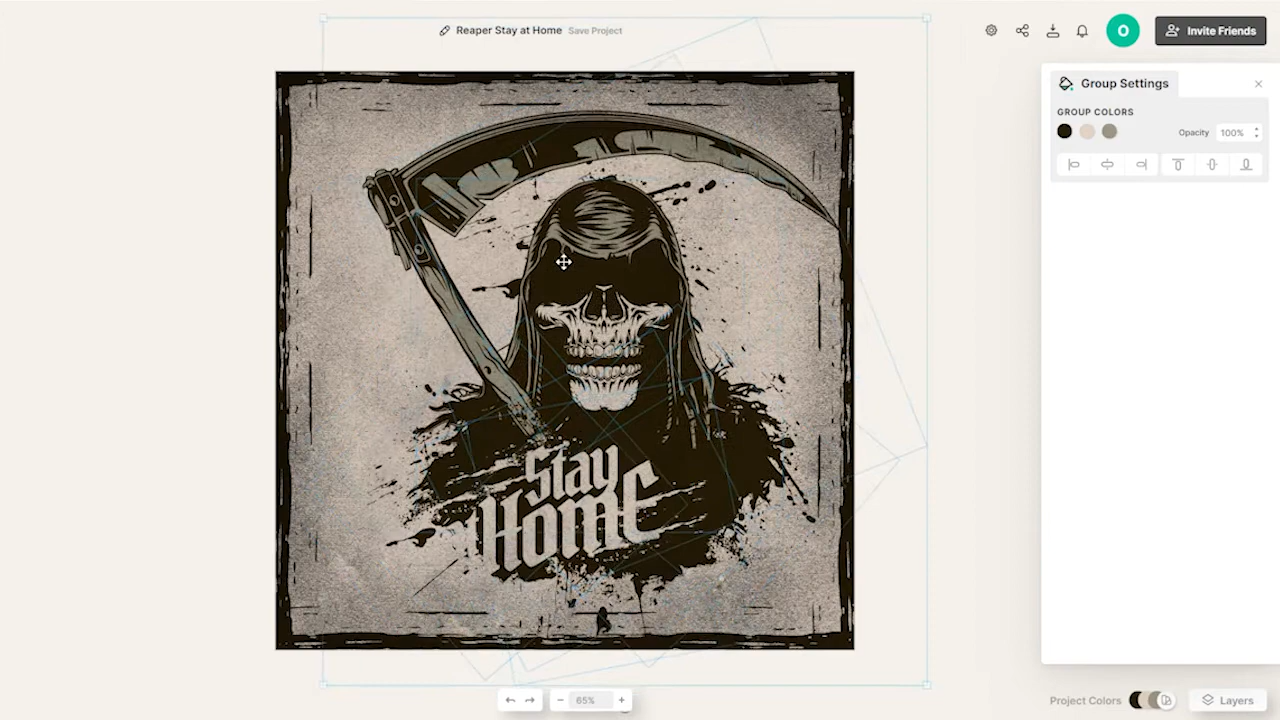 Reaper Stay at Home Save Project
O
Invite Friends
Group Settings
GROUP COLORS
Opacity 100%
Stay
Home
65%
Project Colors
Layers